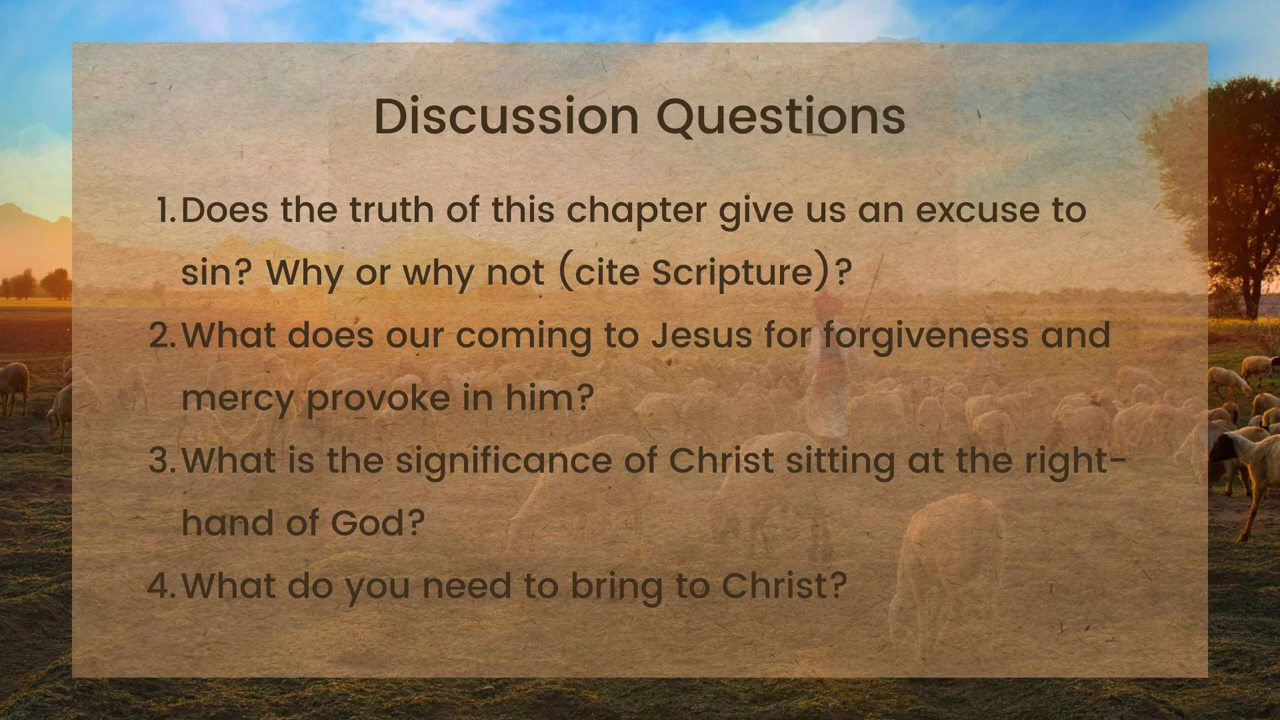 Discussion Questions
1. Does the truth of this chapter give us an excuse to
sin? Why or why not (cite Scripture)?
2. What does our coming to Jesus for forgiveness and
mercy provoke in him?
3. What is the significance of Christ sitting at the right-
hand of God?
4. What do you need to bring to Christ?